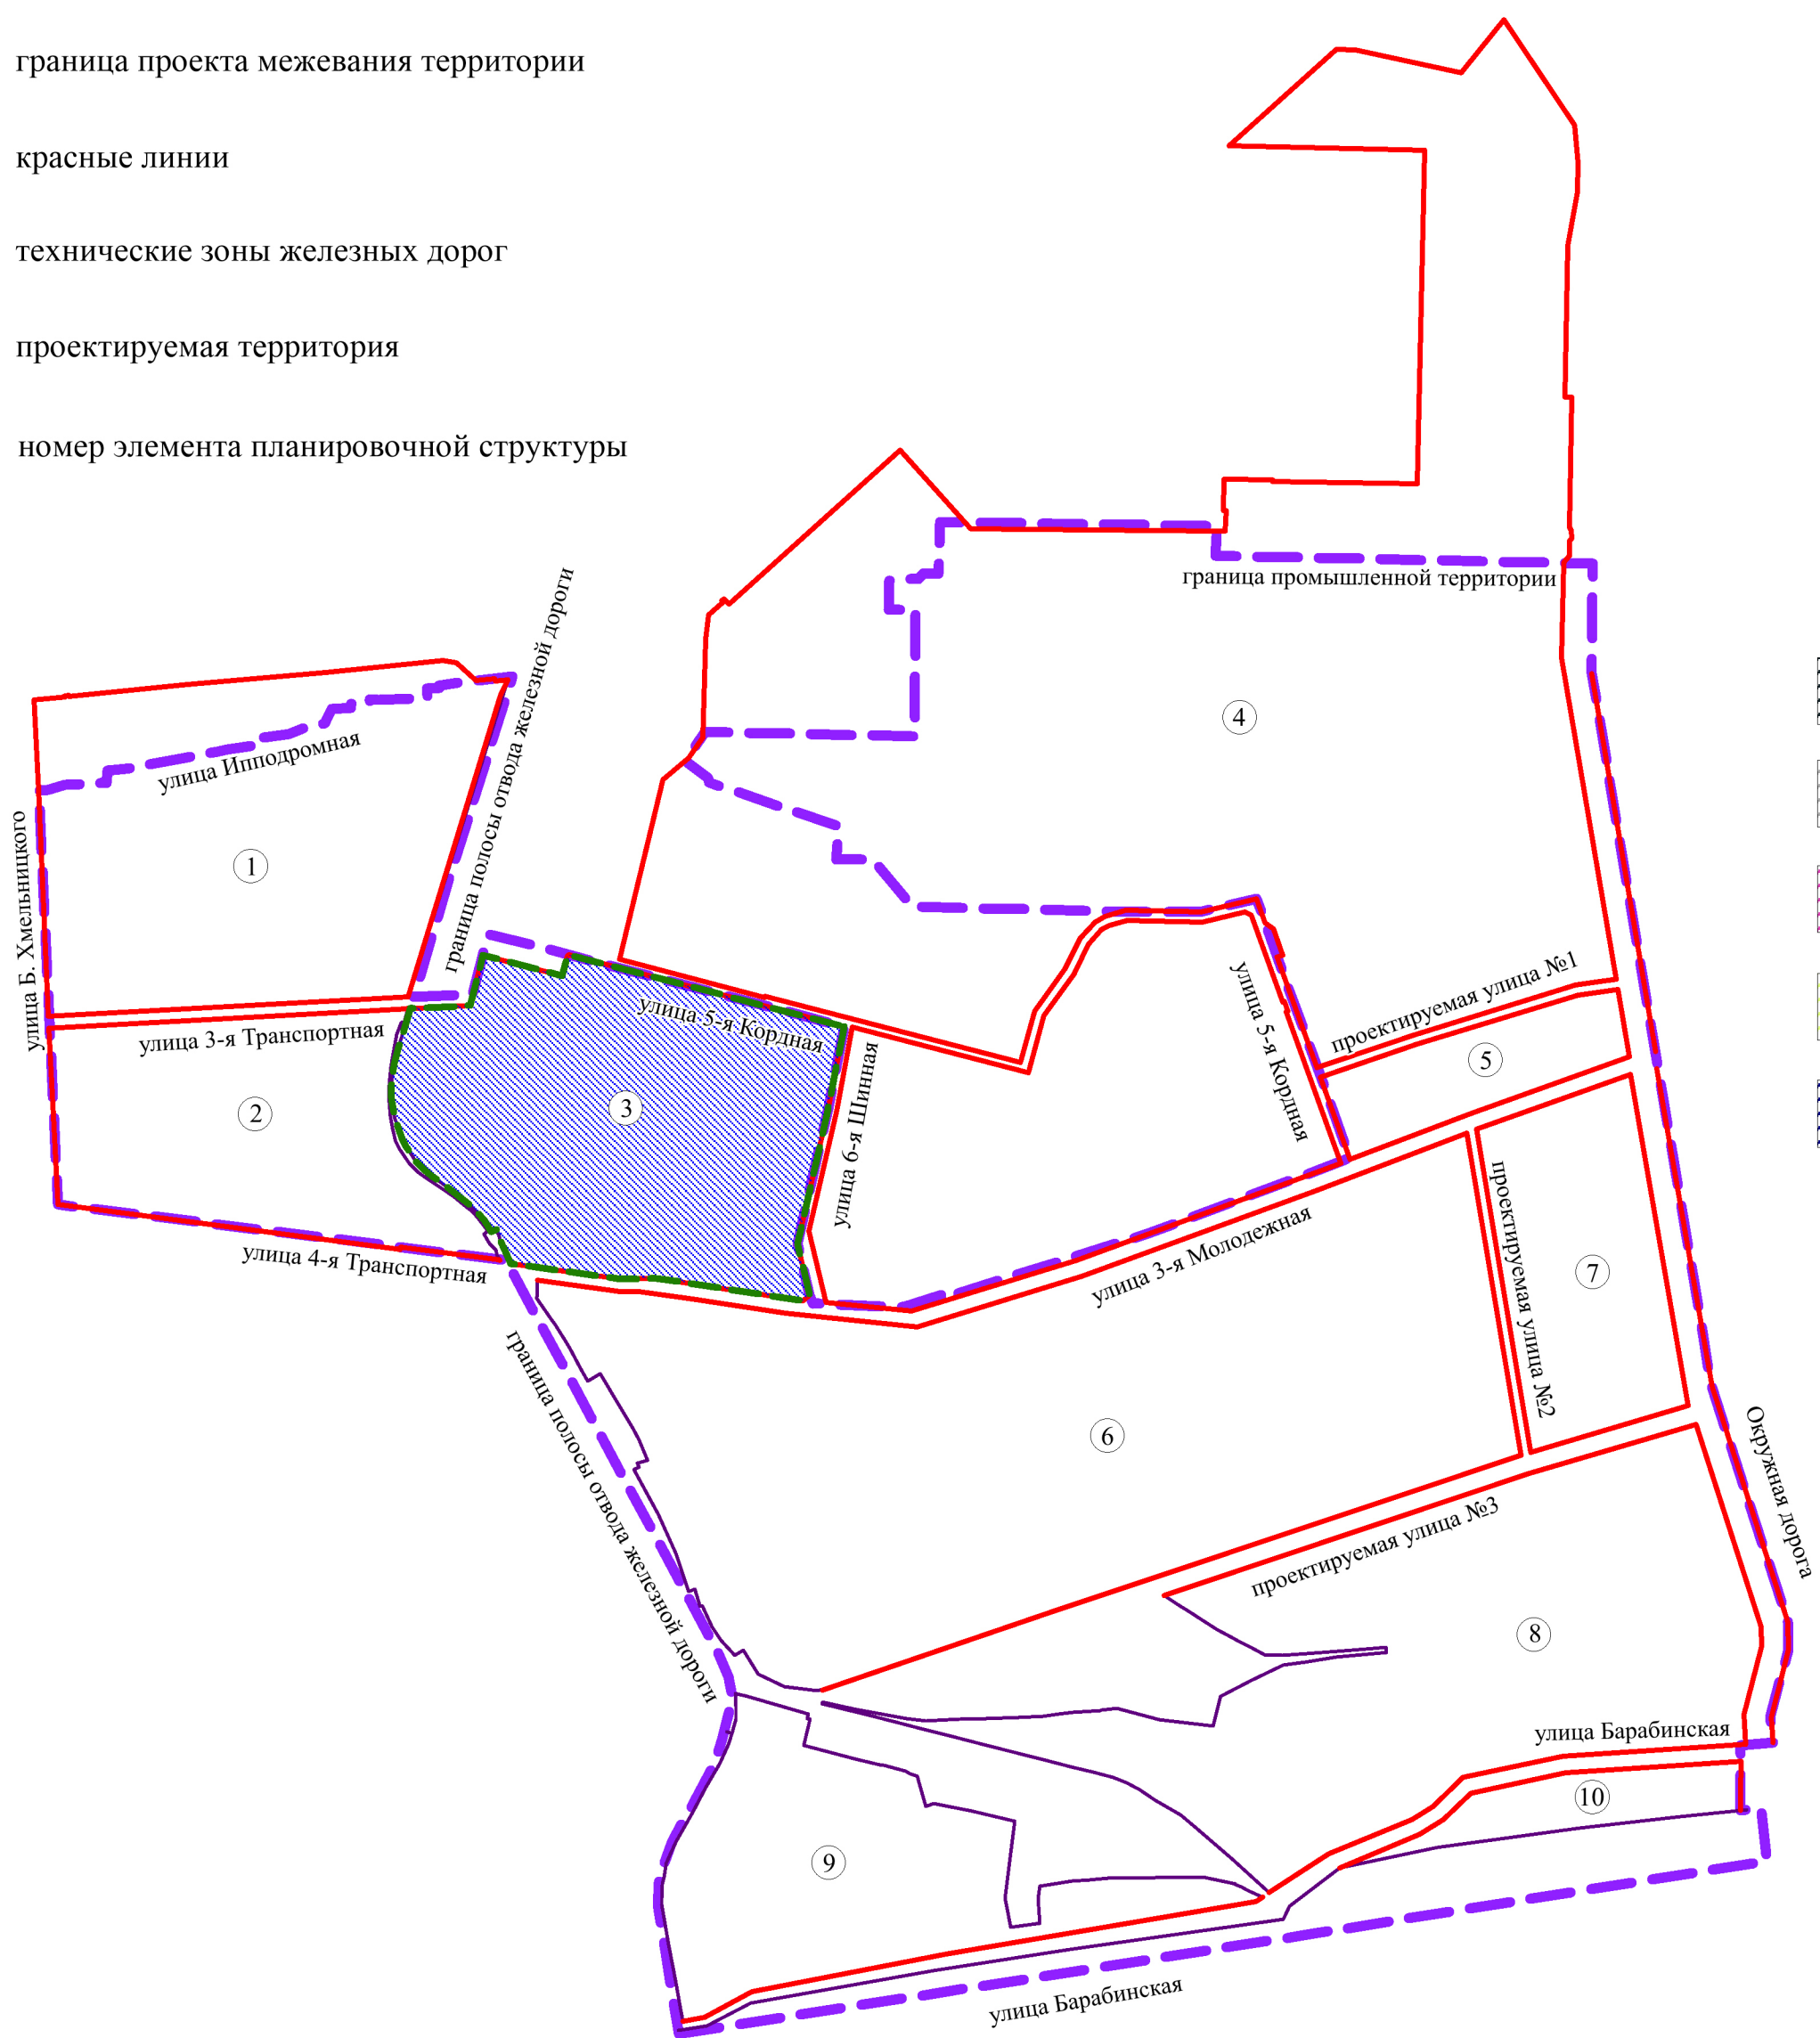 граница проекта межевания территории
красные линии
технические зоны железных дорог
проектируемая территория
номер элемента планировочной структуры
граница промышленной территории
граница полосы отвода железной дороги
4
улица Ипподромная
1
улица Б. Хмельницкого
улица 3-я Транспортная
улица 5-я Кордная
улица 5-я Кордная
проектируемая улица №1
5
2
3
улица 6-я Шинная
улица 4-я Транспортная
улица 3-я Молодежная
проектируемая улица №2
7
граница полосы отвода железной дороги
6
Окружная дорога
проектируемая улица №3
8
улица Барабинская
10
9
улица Барабинская